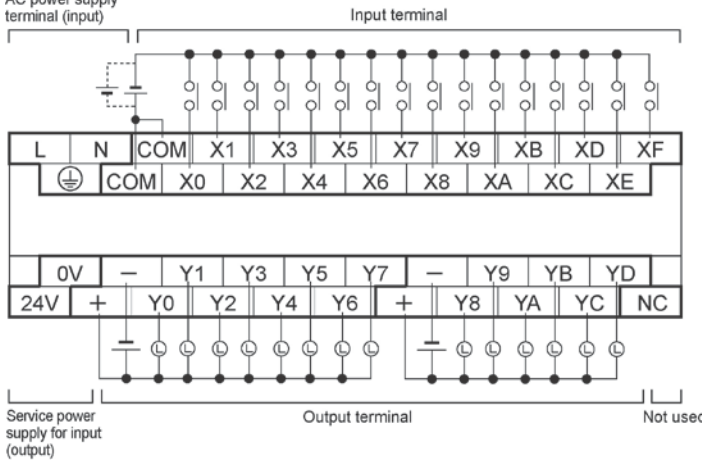 AC power supply
terminal (input)
Input terminal
L N COM X1 X3 X5 X7 X9 XB XD XF
COM X0 X2 X4 X6 X8 XA XC XE
0V − Y1 Y3 Y5 Y7 − Y9 YB YD
24V + Y0 Y2 Y4 Y6 + Y8 YA YC NC
L L L L L L L L L L L L L L
Service power
supply for input
(output)
Output terminal
Not used